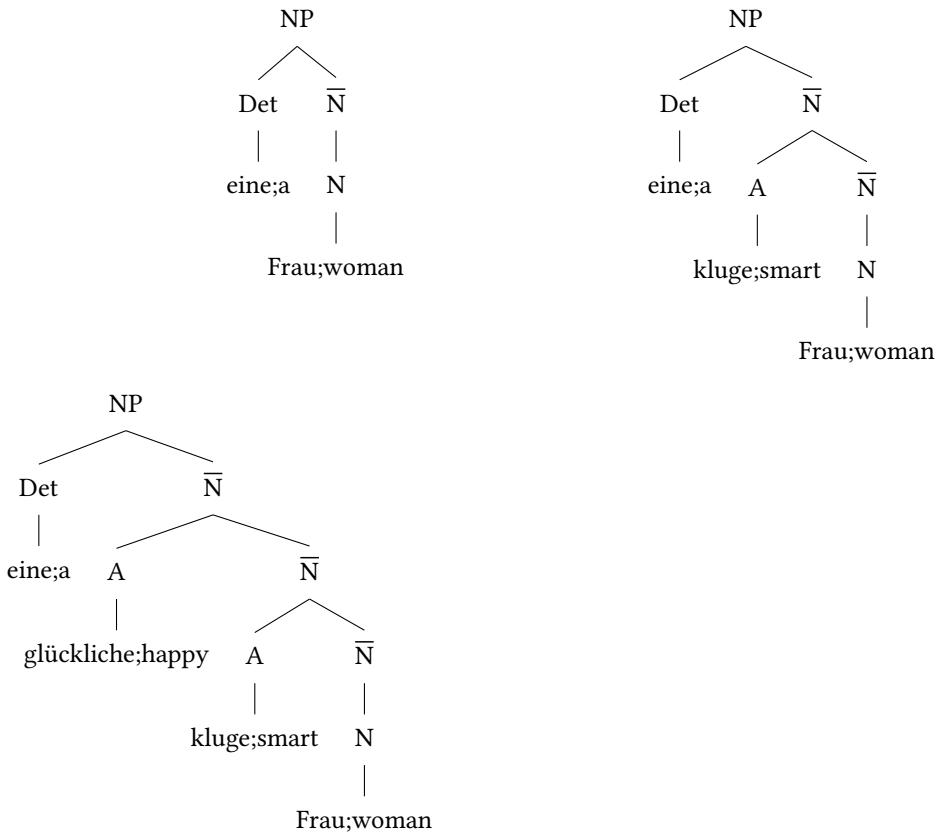 NP NP
Det N̅ Det N̅
eine;a N eine;a A N̅
Frau;woman kluge;smart N
Frau;woman
NP
Det N̅
eine;a A N̅
glückliche;happy A N̅
kluge;smart N
Frau;woman